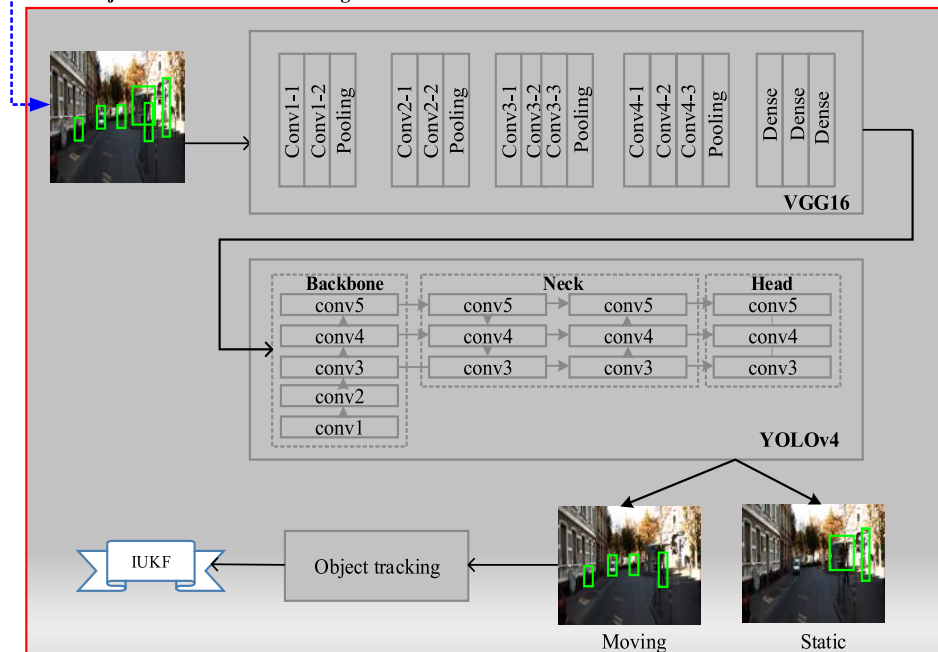 Conv1-1
Conv1-2
Pooling
Conv2-1
Conv2-2
Pooling
Conv3-1
Conv3-2
Conv3-3
Pooling
Conv4-1
Conv4-2
Conv4-3
Pooling
Dense
Dense
Dense
VGG16
Backbone
Neck
Head
conv5
conv5
conv5
conv5
conv4
conv4
conv4
conv4
conv3
conv3
conv3
conv3
conv2
conv1
YOLOv4
IUKF
Object tracking
Moving
Static